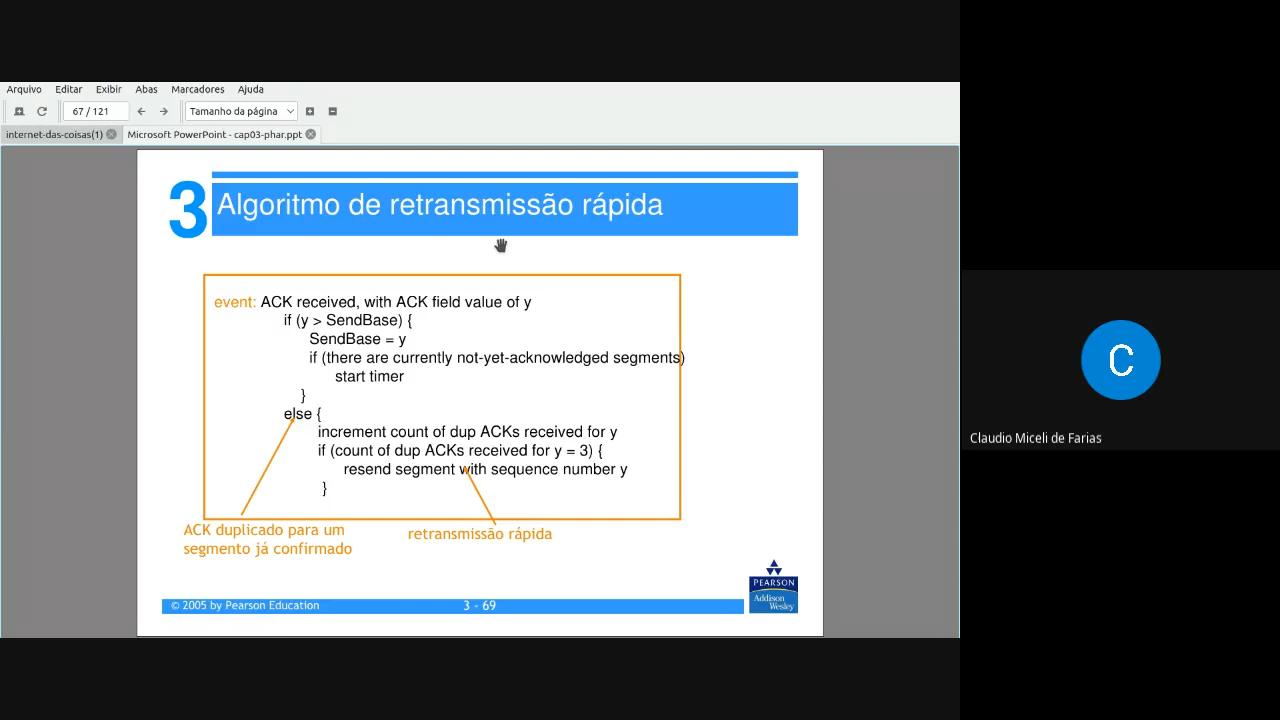 Arquivo Editar Exibir Abas Marcadores Ajuda
67 / 121 Tamanho da página
internet-das-coisas(1) Microsoft PowerPoint - cap03-phar.ppt
3 Algoritmo de retransmissão rápida
event: ACK received, with ACK field value of y
if (y > SendBase) {
SendBase = y
if (there are currently not-yet-acknowledged segments)
start timer
}
else {
increment count of dup ACKs received for y
if (count of dup ACKs received for y = 3) {
resend segment with sequence number y
}
ACK duplicado para um
segmento já confirmado
retransmissão rápida
PEARSON
Addison
Wesley
© 2005 by Pearson Education 3 - 69
C
Claudio Miceli de Farias